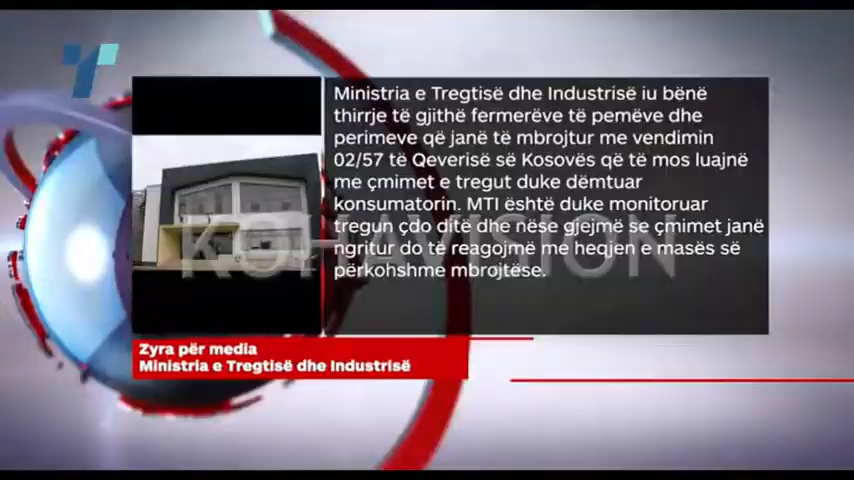 Ministria e Tregtisë dhe Industrisë iu bënë
thirrje të gjithë fermerëve të pemëve dhe
perimeve që janë të mbrojtur me vendimin
02/57 të Qeverisë së Kosovës që të mos luajnë
me çmimet e tregut duke dëmtuar
konsumatorin. MTI është duke monitoruar
tregun çdo ditë dhe nëse gjejmë se çmimet janë
ngritur do të reagojmë me heqjen e masës së
përkohshme mbrojtëse.
KOHAVISION
Zyra për media
Ministria e Tregtisë dhe Industrisë